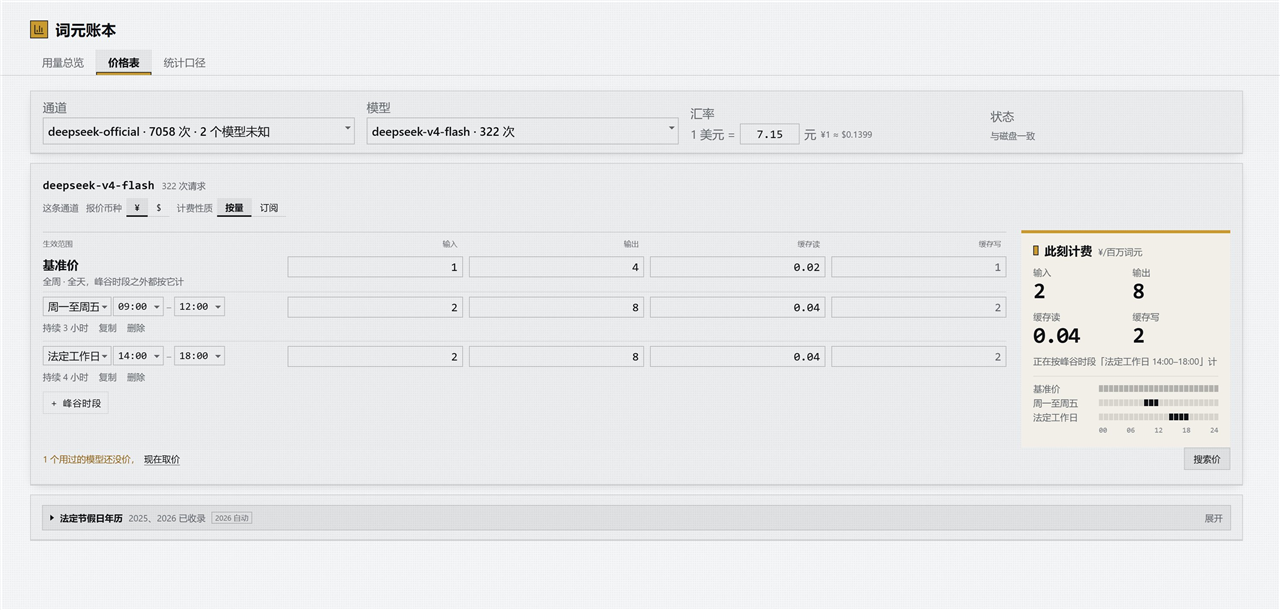 词元账本
用量总览 价格表 统计口径
通道 模型 汇率 状态
deepseek-official · 7058 次 · 2 个模型未知 deepseek-v4-flash · 322 次 1 美元 = 7.15 元 ¥1 ≈ $0.1399 与磁盘一致
deepseek-v4-flash 322 次请求
这条通道 报价币种 ¥ $ 计费性质 按量 订阅
生效范围 输入 输出 缓存读 缓存写
基准价 1 4 0.02 1
全周 · 全天，峰谷时段之外都按它计
周一至周五 09:00 – 12:00 2 8 0.04 2
持续 3 小时 复制 删除
法定工作日 14:00 – 18:00 2 8 0.04 2
持续 4 小时 复制 删除
+ 峰谷时段
1 个用过的模型还没价， 现在取价
此刻计费 ¥/百万词元
输入 输出
2 8
缓存读 缓存写
0.04 2
正在按峰谷时段「法定工作日 14:00–18:00」计
基准价
周一至周五
法定工作日
00 06 12 18 24
搜索价
法定节假日年历 2025、2026 已收录 2026 自动 展开